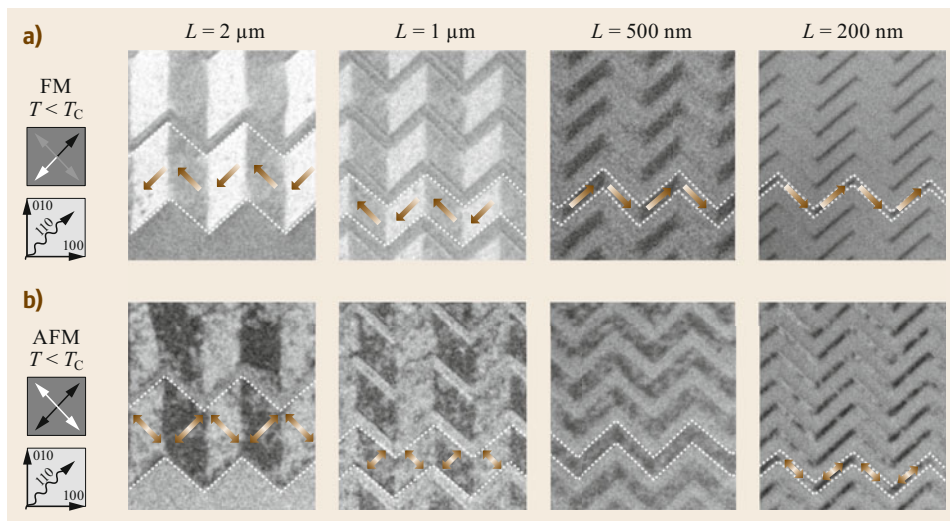 a)
L = 2 μm
L = 1 μm
L = 500 nm
L = 200 nm
FM
T < TC
010
110
100
b)
AFM
T < TC
010
110
100